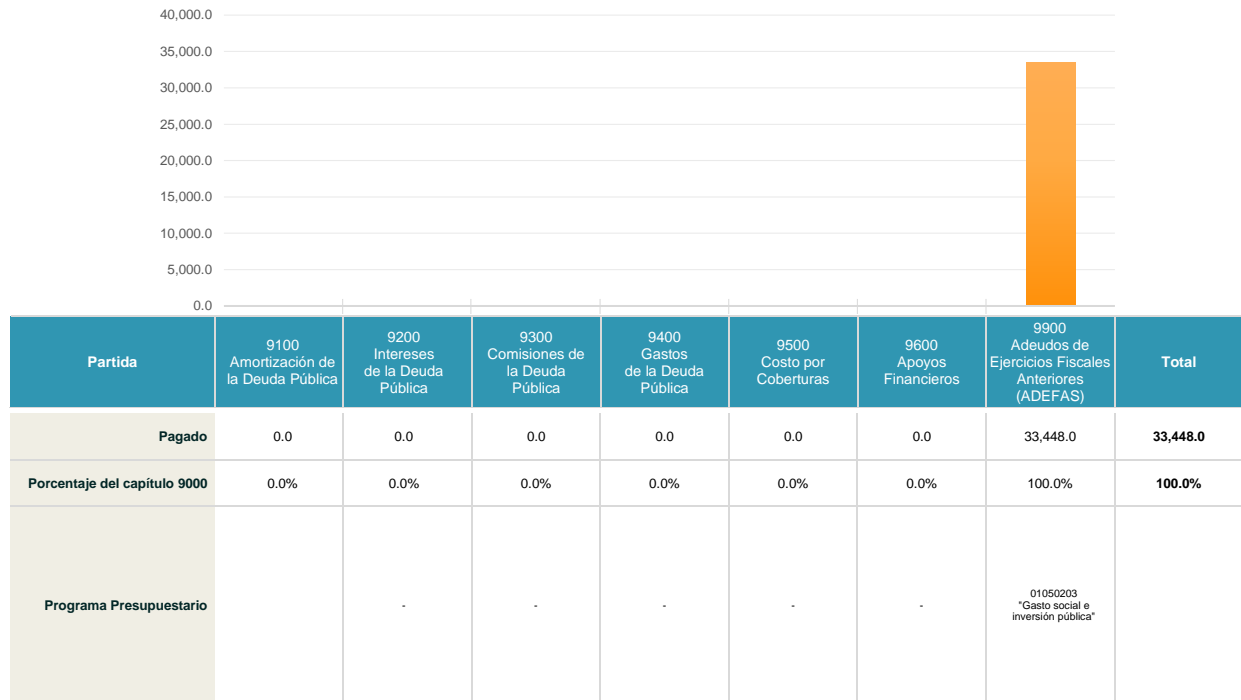 40,000.0
35,000.0
30,000.0
25,000.0
20,000.0
15,000.0
10,000.0
5,000.0
0.0
Partida
9100
Amortización de
la Deuda Pública
9200
Intereses
de la Deuda
Pública
9300
Comisiones de
la Deuda
Pública
9400
Gastos
de la Deuda
Pública
9500
Costo por
Coberturas
9600
Apoyos
Financieros
9900
Adeudos de
Ejercicios Fiscales
Anteriores
(ADEFAS)
Total
Pagado 0.0 0.0 0.0 0.0 0.0 0.0 33,448.0 33,448.0
Porcentaje del capítulo 9000 0.0% 0.0% 0.0% 0.0% 0.0% 0.0% 100.0% 100.0%
Programa Presupuestario - - - - -
01050203
"Gasto social e
inversión pública"